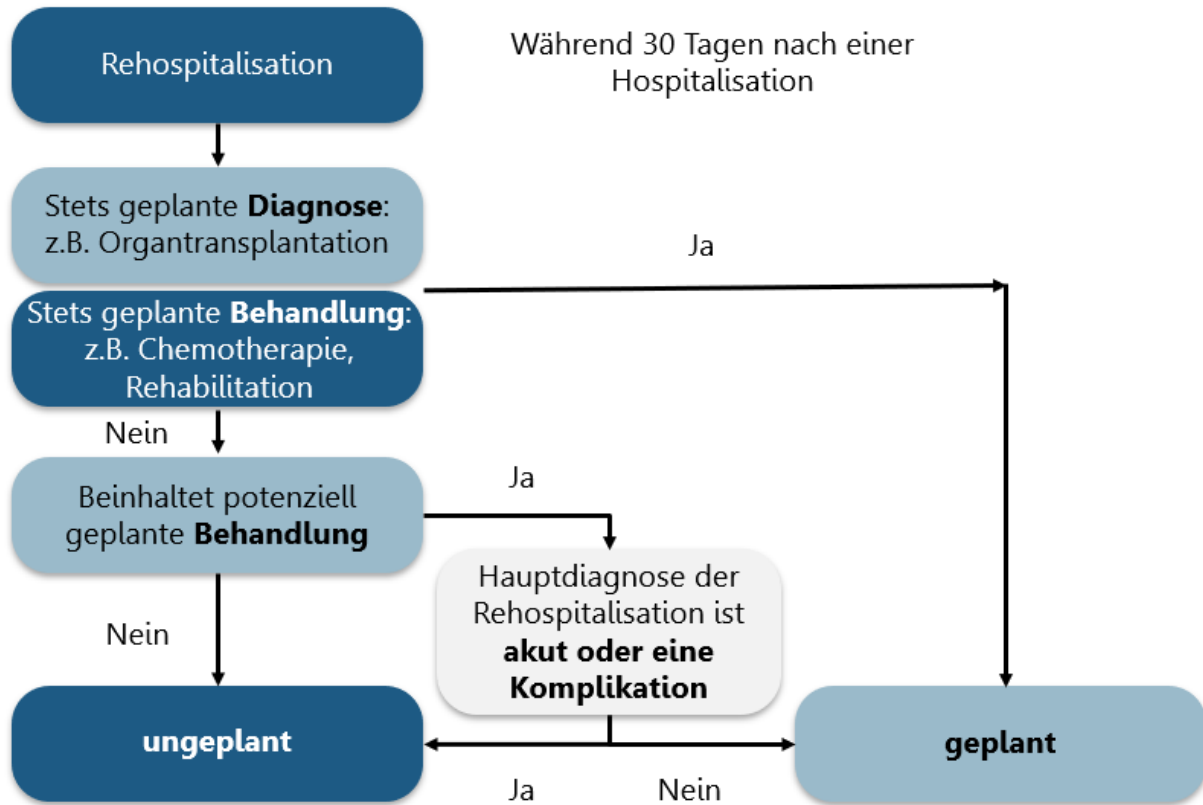 Rehospitalisation
Während 30 Tagen nach einer
Hospitalisation
Stets geplante Diagnose:
z.B. Organtransplantation
Ja
Stets geplante Behandlung:
z.B. Chemotherapie,
Rehabilitation
Nein
Beinhaltet potenziell
geplante Behandlung
Ja
Hauptdiagnose der
Rehospitalisation ist
akut oder eine
Komplikation
Nein
ungeplant
geplant
Ja
Nein